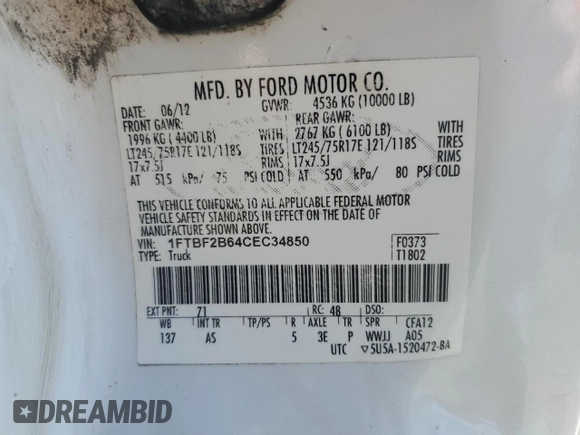 MFD. BY FORD MOTOR CO.
DATE: 06/12 GVWR: 4536 KG (10000 LB)
FRONT GAWR: REAR GAWR:
1996 KG (4400 LB) WITH 2767 KG (6100 LB) WITH
LT245/75R17E 121/118S TIRES LT245/75R17E 121/118S TIRES
17x7.5J RIMS 17x7.5J RIMS
AT 515 kPa/ 75 PSI COLD AT 550 kPa/ 80 PSI COLD
THIS VEHICLE CONFORMS TO ALL APPLICABLE FEDERAL MOTOR
VEHICLE SAFETY STANDARDS IN EFFECT ON THE DATE OF
MANUFACTURE SHOWN ABOVE.
VIN: 1FTBF2B64CEC34850 F0373
TYPE: Truck T1802
EXT PNT: Z1 RC: 48 DSO:
WB INT TR TP/PS R AXLE TR SPR CFA12
137 AS 5 3E P WWJJ A05
UTC ▽5U5A-1520472-BA
DREAMBID